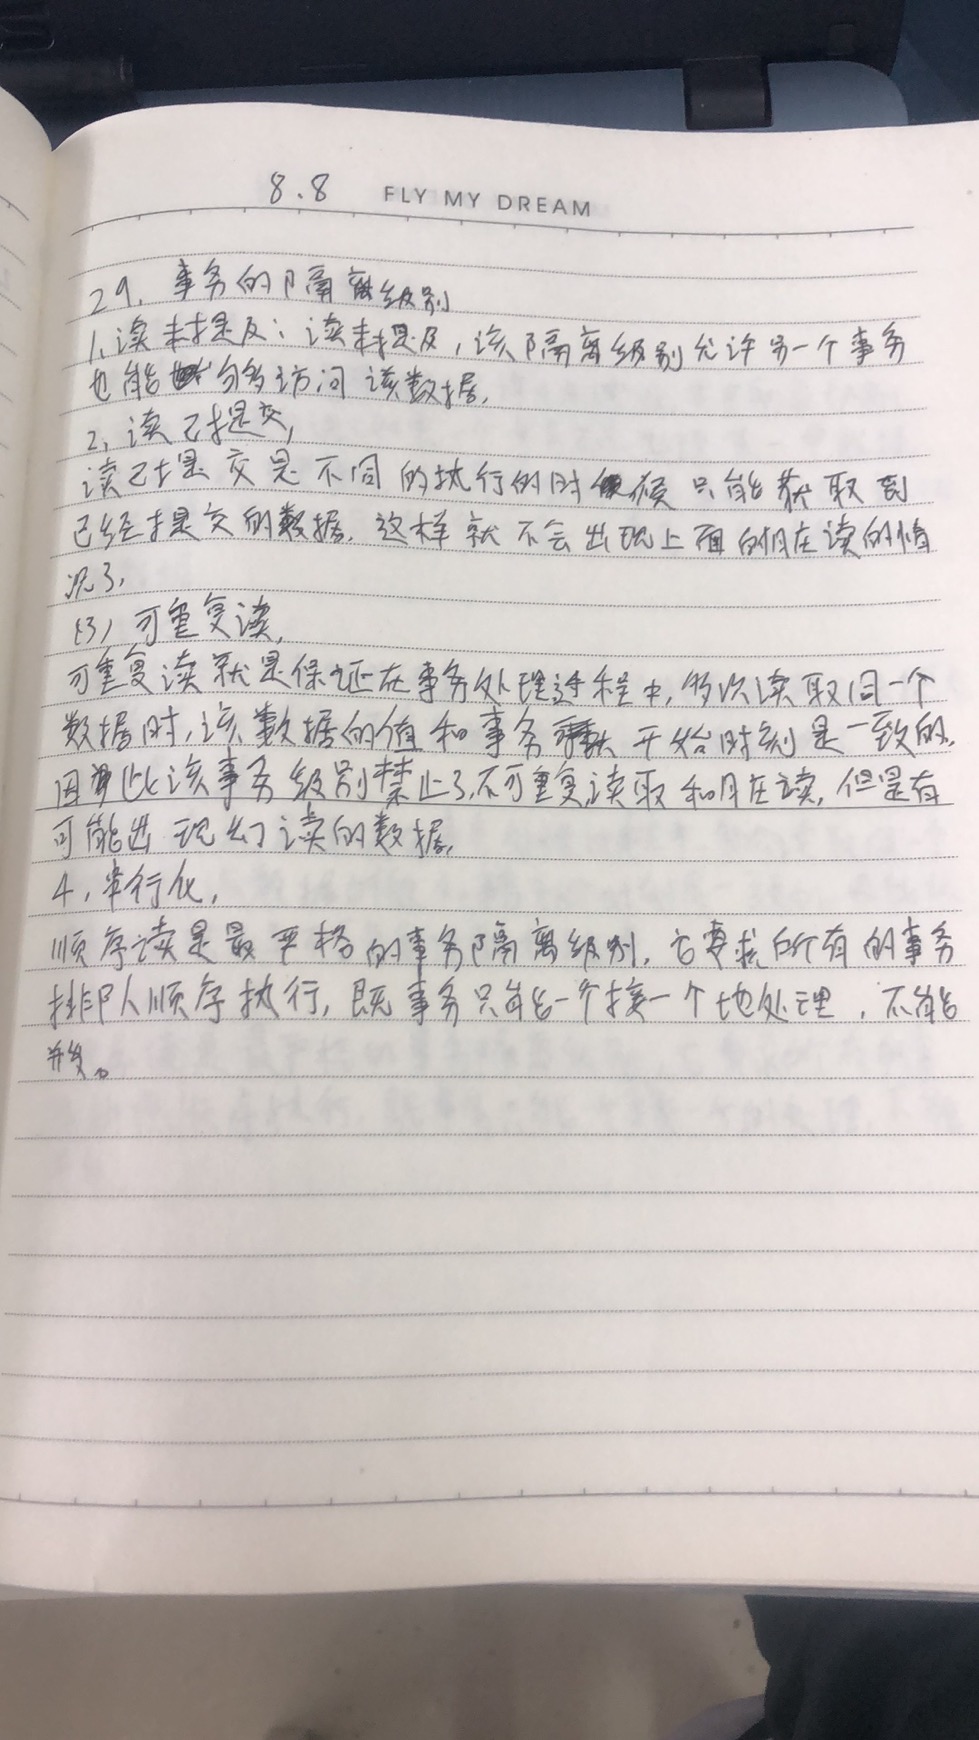 8.8 FLY MY DREAM
29. 事务的隔离级别
1. 读未提及：读未提及，该隔离级别允许另一个事务
也能够访问该数据.
2, 读已提交,
读已提交是不同的执行的时候只能获取到
已经提交的数据. 这样就不会出现上面的脏读的情
况了.
(3) 可重复读.
可重复读就是保证在事务处理过程中, 多次读取同一个
数据时, 该数据的值和事务开始时刻是一致的.
因此该事务级别禁止了不可重复读取和脏读, 但是有
可能出现幻读的数据.
4, 串行化,
顺序读是最严格的事务隔离级别. 它要求所有的事务
排队顺序执行, 既事务只能一个接一个地处理, 不能
并发。